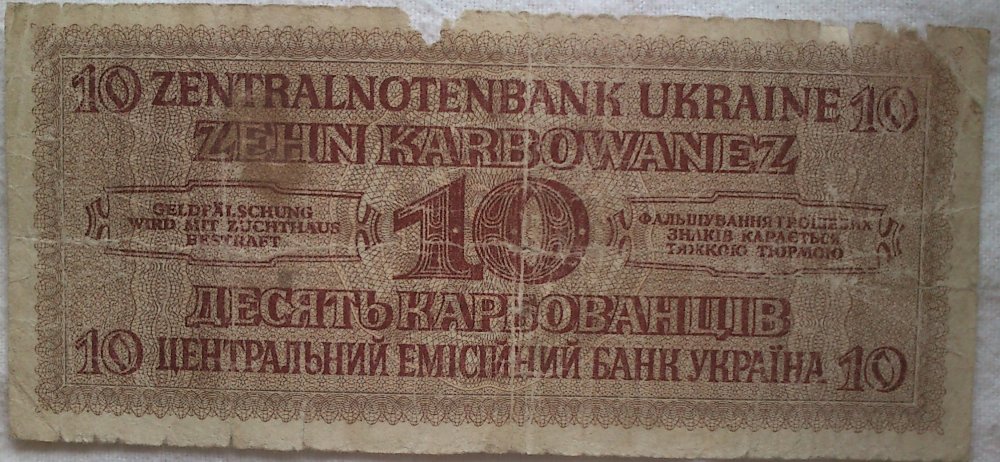 10 ZENTRALNOTENBANK UKRAINE 10
ZEHN KARBOWANEZ
GELDFÄLSCHUNG
WIRD MIT ZUCHTHAUS
BESTRAFT
10
ФАЛЬШУВАННЯ ГРОШЕВИХ
ЗНАКІВ КАРАЄТЬСЯ
ТЯЖКОЮ ТЮРМОЮ
ДЕСЯТЬ КАРБОВАНЦІВ
10 ЦЕНТРАЛЬНИЙ ЕМІСІЙНИЙ БАНК УКРАЇНА 10